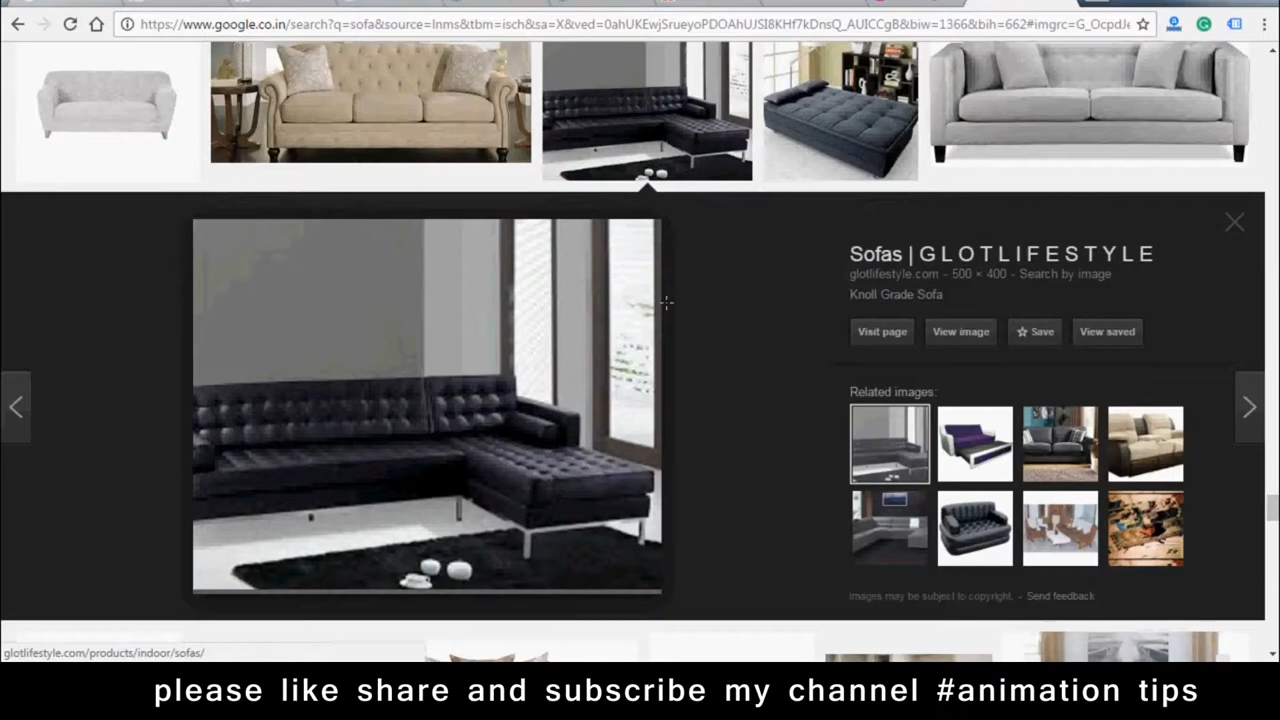 https://www.google.co.in/search?q=sofa&source=lnms&tbm=isch&sa=X&ved=0ahUKEwjSrueyoPDOAhUJSI8KHf7kDnsQ_AUICCgB&biw=1366&bih=662#imgrc=G_OcpdJe
Sofas | G L O T L I F E S T Y L E
glotlifestyle.com - 500 × 400 - Search by image
Knoll Grade Sofa
Visit page View image Save View saved
Related images:
Images may be subject to copyright. - Send feedback
glotlifestyle.com/products/indoor/sofas/
please like share and subscribe my channel #animation tips